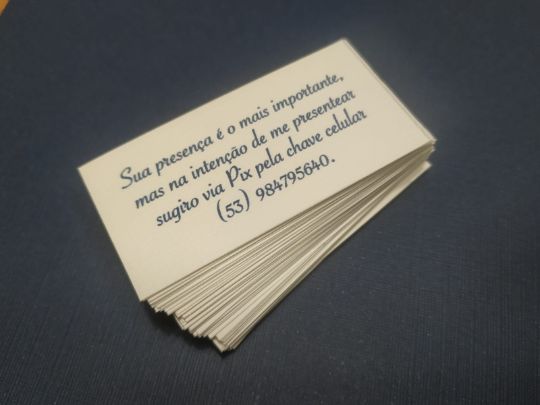 Sua presença é o mais importante,
mas na intenção de me presentear
sugiro via Pix pela chave celular
(53) 984795640.